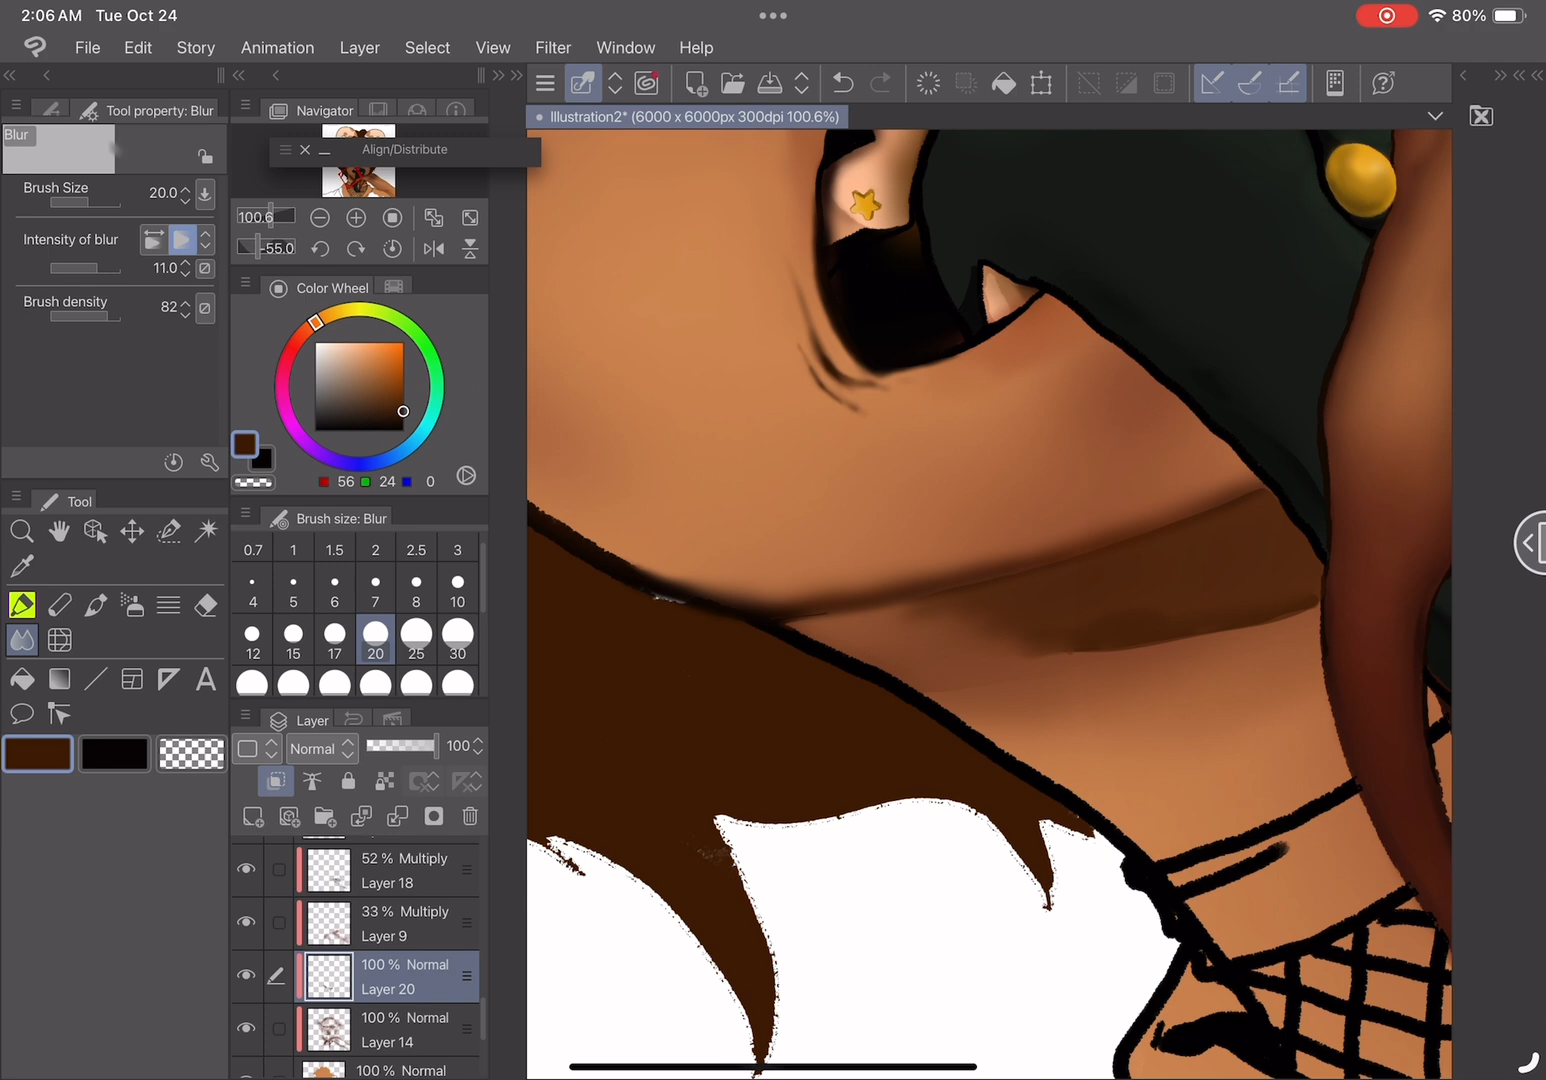 2:06 AM Tue Oct 24
80%
File Edit Story Animation Layer Select View Filter Window Help
Tool property: Blur
Navigator
Illustration2* (6000 x 6000px 300dpi 100.6%)
Blur
Align/Distribute
Brush Size 20.0
100.6
Intensity of blur
-55.0
11.0
Color Wheel
Brush density 82
56 24 0
Tool
Brush size: Blur
0.7 1 1.5 2 2.5 3
4 5 6 7 8 10
12 15 17 20 25 30
A
Layer
Normal 100
52 % Multiply
Layer 18
33 % Multiply
Layer 9
100 % Normal
Layer 20
100 % Normal
Layer 14
100 % Normal